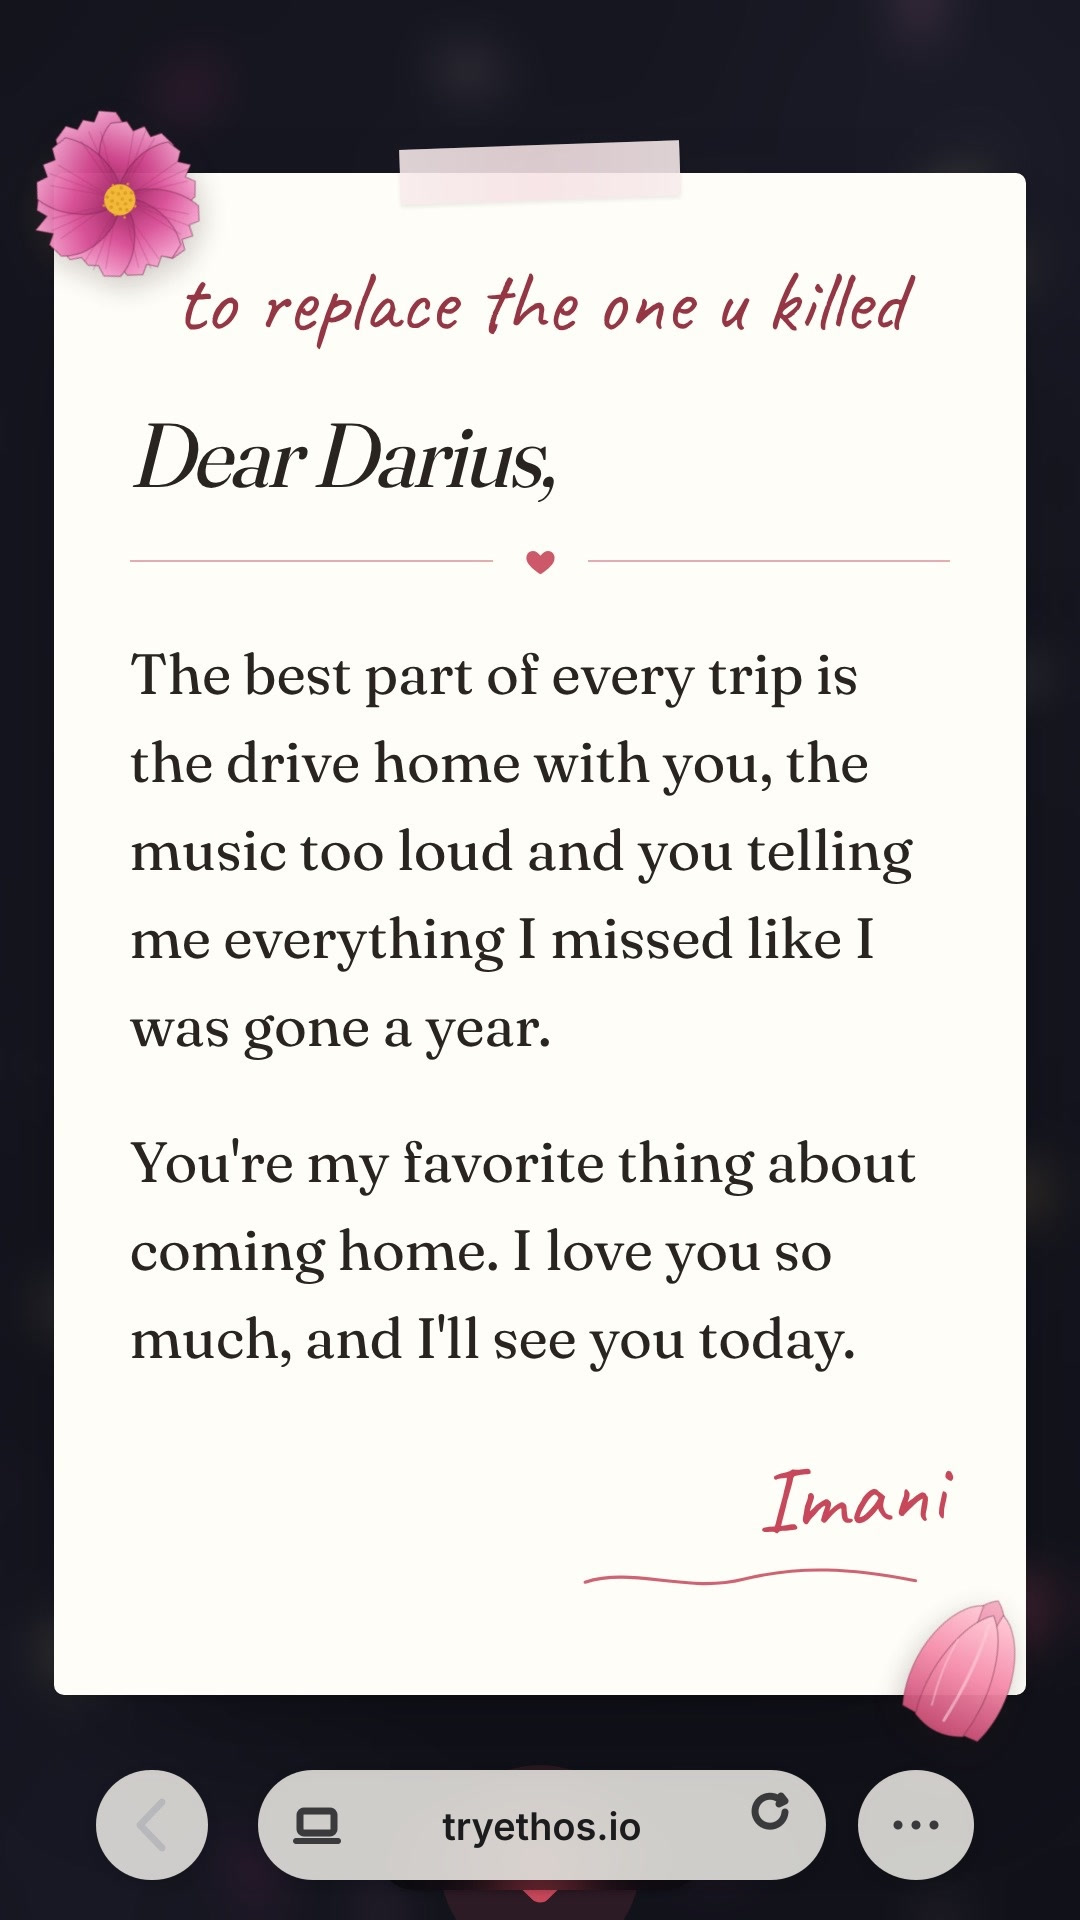 to replace the one u killed
Dear Darius,
The best part of every trip is
the drive home with you, the
music too loud and you telling
me everything I missed like I
was gone a year.
You're my favorite thing about
coming home. I love you so
much, and I'll see you today.
Imani
tryethos.io